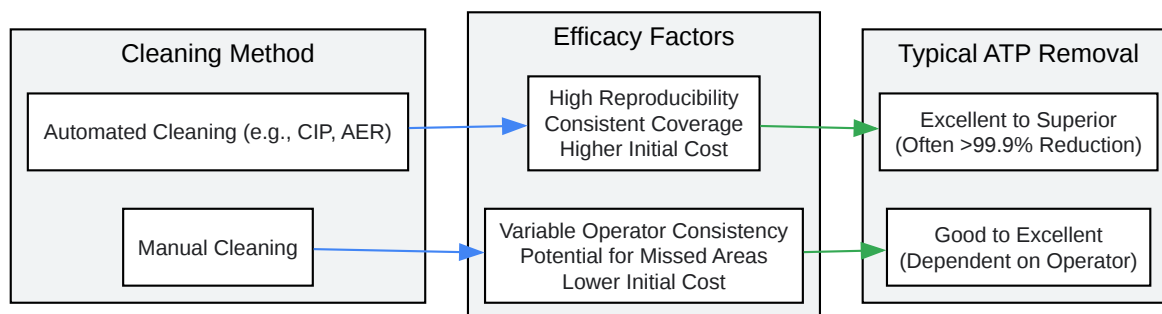 Cleaning Method
Automated Cleaning (e.g., CIP, AER)
Manual Cleaning
Efficacy Factors
High Reproducibility
Consistent Coverage
Higher Initial Cost
Variable Operator Consistency
Potential for Missed Areas
Lower Initial Cost
Typical ATP Removal
Excellent to Superior
(Often >99.9% Reduction)
Good to Excellent
(Dependent on Operator)